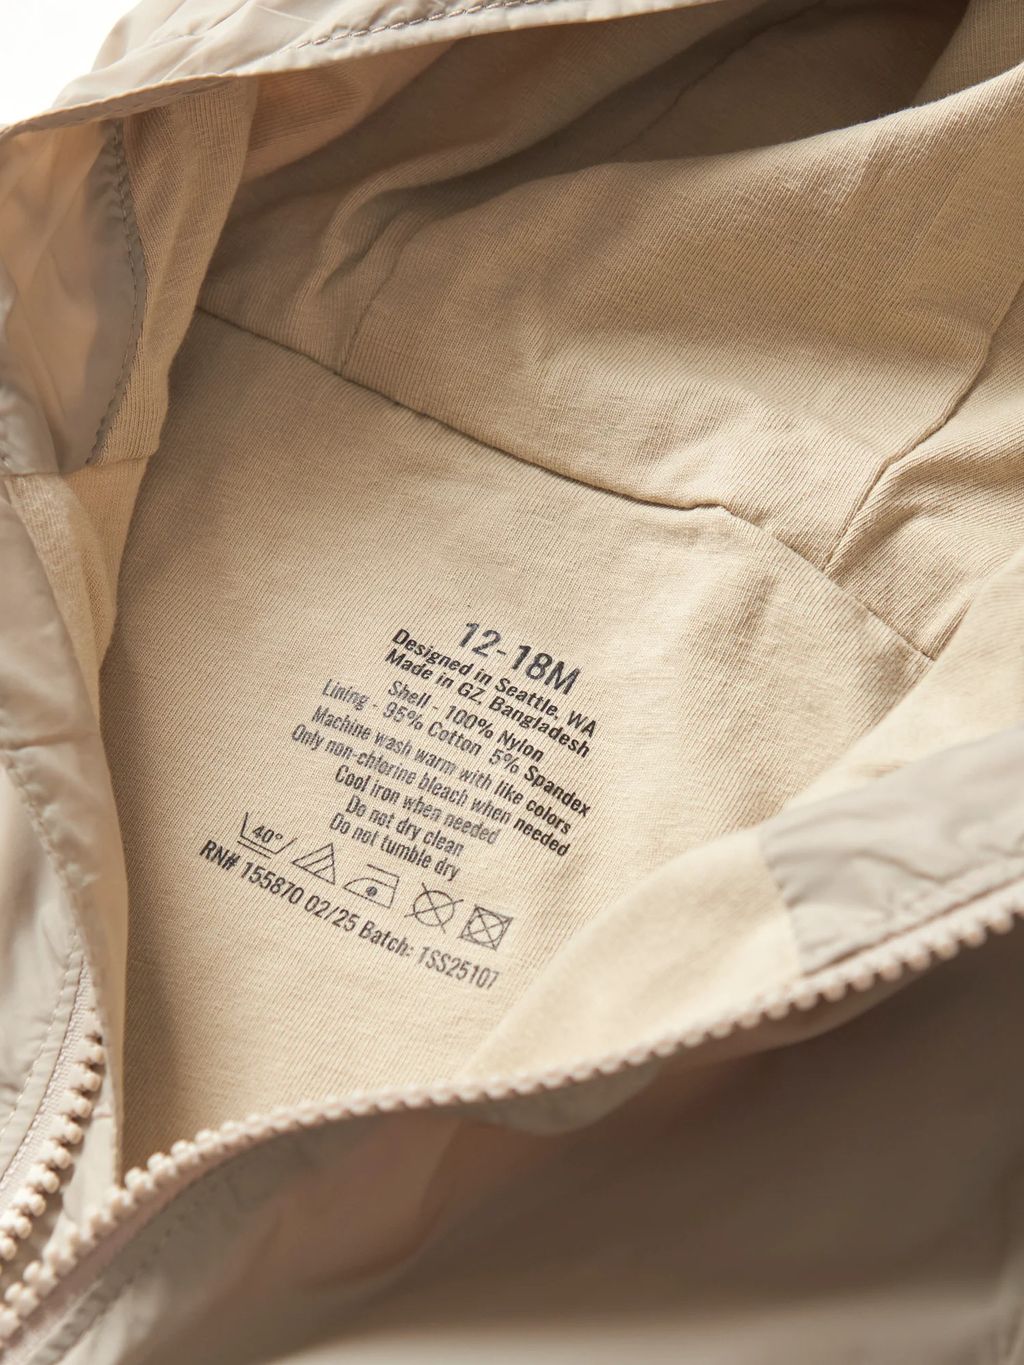 12-18M
Designed in Seattle, WA
Made in GZ, Bangladesh
Shell - 100% Nylon
Lining - 95% Cotton 5% Spandex
Machine wash warm with like colors
Only non-chlorine bleach when needed
Cool iron when needed
Do not dry clean
Do not tumble dry
40°
RN# 155870 02/25 Batch: 1SS25107